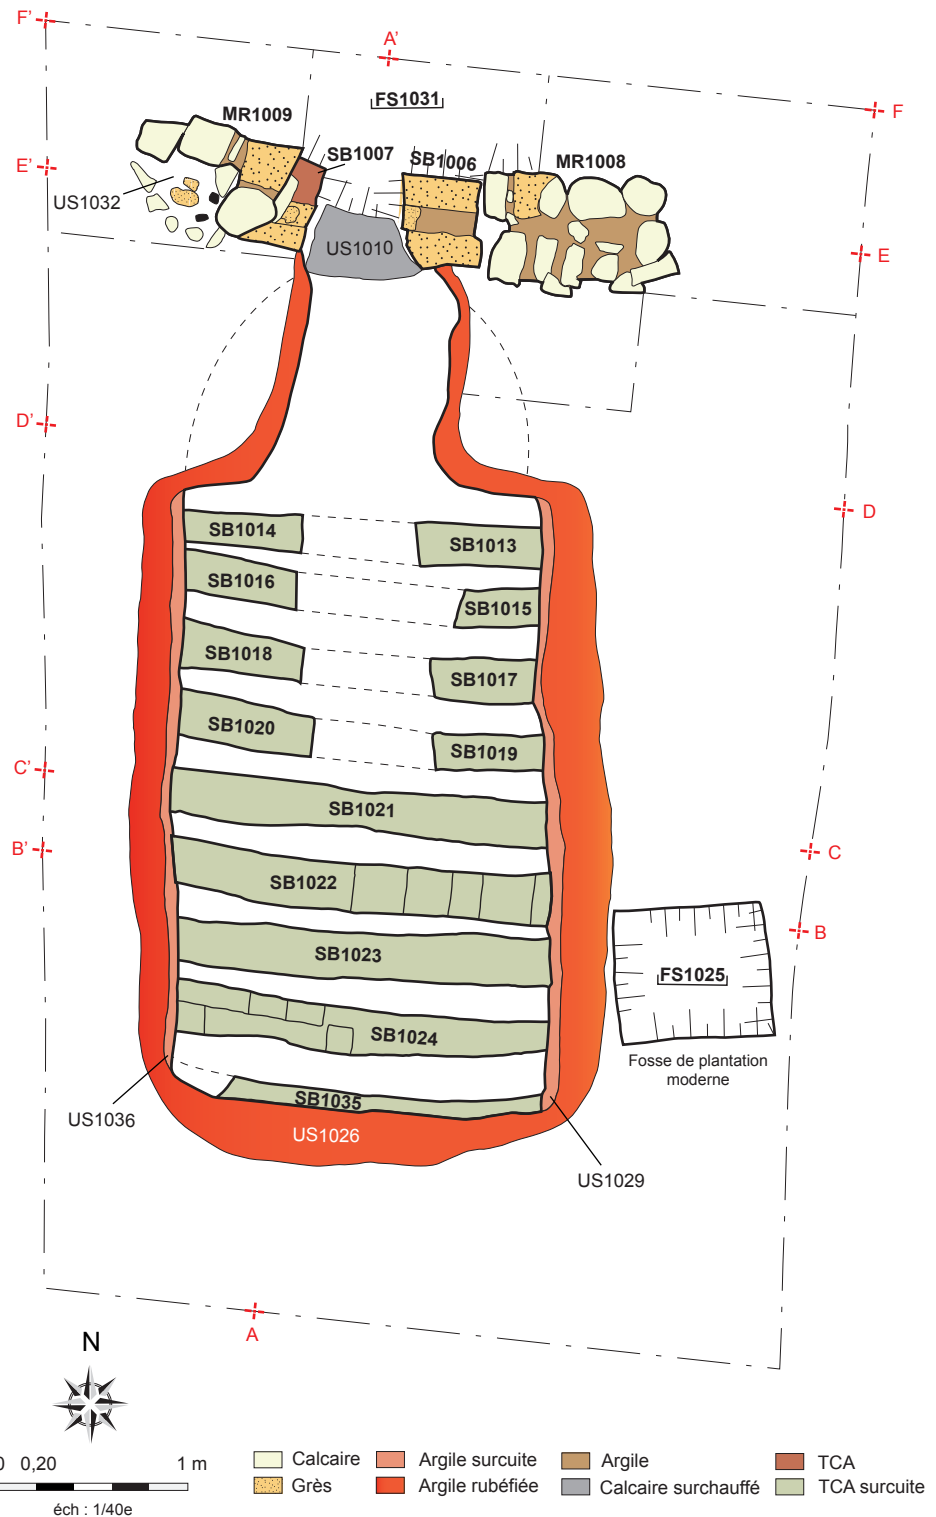 F'
A'
F
FS1031
MR1009
SB1007
SB1006
MR1008
E'
US1032
US1010
E
D'
D
SB1014
SB1013
SB1016
SB1015
SB1018
SB1017
SB1020
SB1019
C'
SB1021
B'
C
SB1022
B
SB1023
FS1025
SB1024
Fosse de plantation
moderne
SB1035
US1036
US1026
US1029
A
N
0 0,20 1 m
éch : 1/40e
Calcaire Argile surcuite Argile TCA
Grès Argile rubéfiée Calcaire surchauffé TCA surcuite